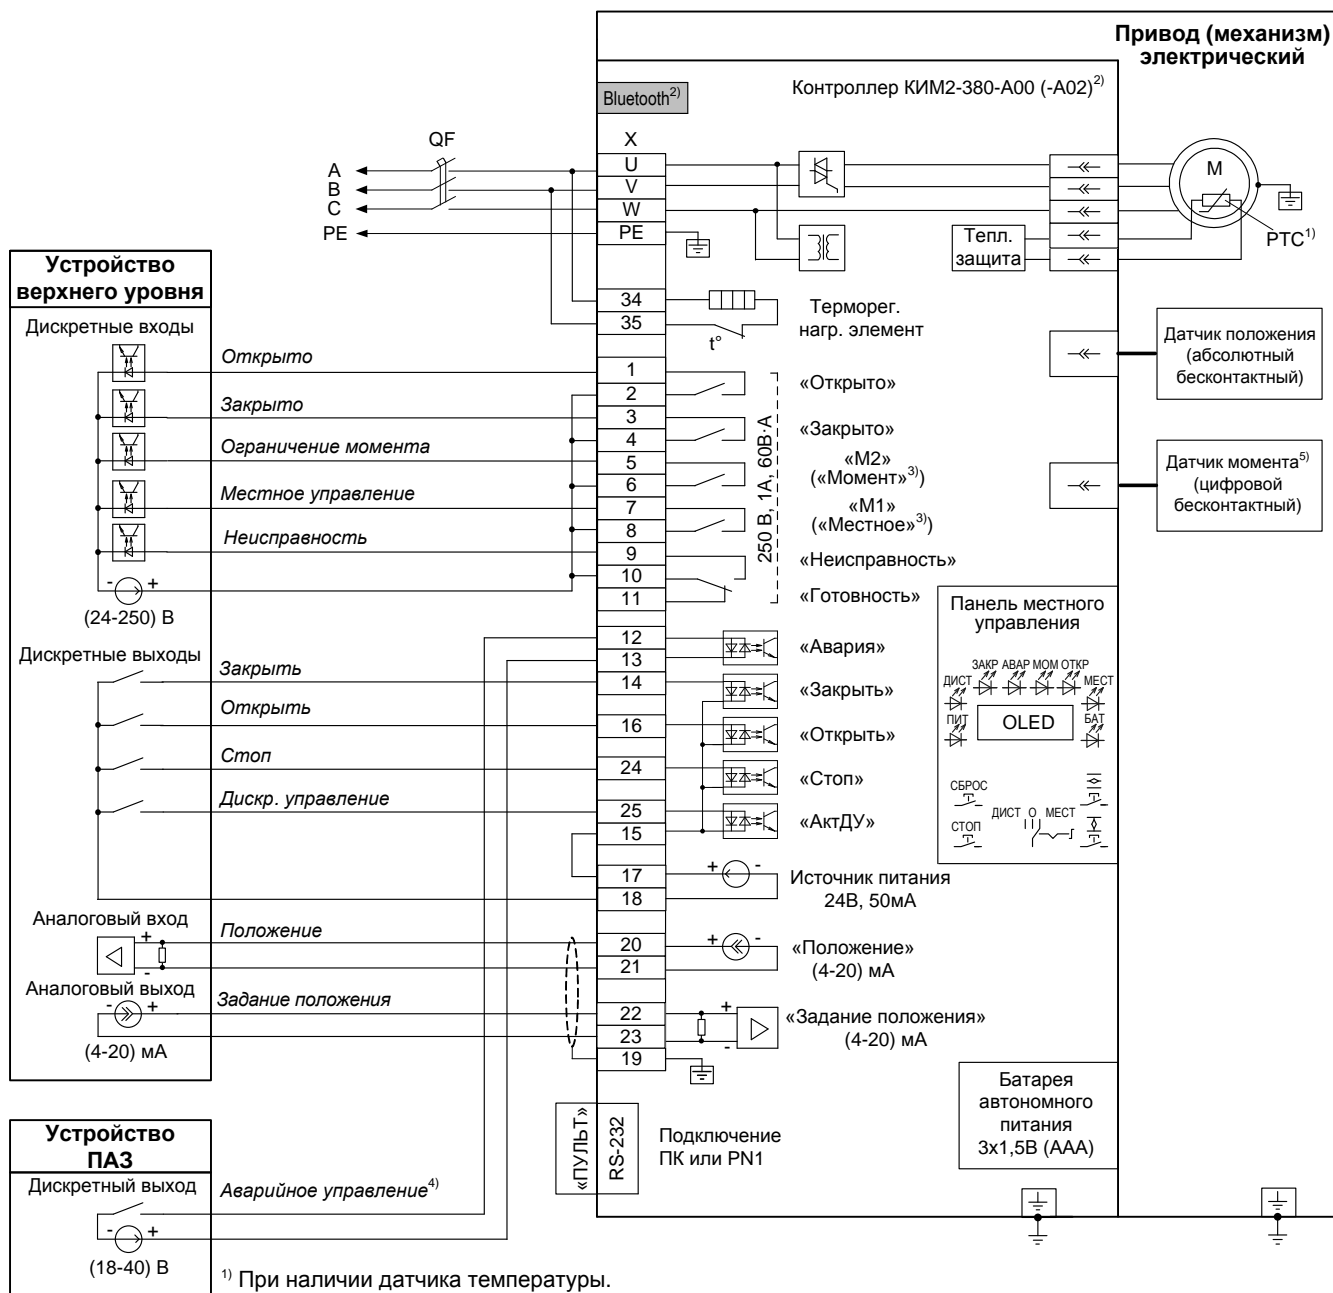 Привод (механизм)
электрический
Контроллер КИМ2-380-А00 (-А02)2)
Bluetooth2)
QF
X
A
B
C
PE
U
V
W
PE
M
PTC1)
Тепл.
защита
Устройство
верхнего уровня
Дискретные входы
34
35
t°
Терморег.
нагр. элемент
Датчик положения
(абсолютный
бесконтактный)
Датчик момента5)
(цифровой
бесконтактный)
Открыто
Закрыто
Ограничение момента
Местное управление
Неисправность
- +
(24-250) В
1
2
3
4
5
6
7
8
9
10
11
250 В, 1А, 60В·А
«Открыто»
«Закрыто»
«М2»
(«Момент»3))
«М1»
(«Местное»3))
«Неисправность»
«Готовность»
Дискретные выходы
Закрыть
Открыть
Стоп
Дискр. управление
12
13
14
16
24
25
15
17
18
«Авария»
«Закрыть»
«Открыть»
«Стоп»
«АктДУ»
+ -
Источник питания
24В, 50мА
Панель местного
управления
ЗАКР АВАР МОМ ОТКР
ДИСТ
МЕСТ
ПИТ
OLED
БАТ
СБРОС
ДИСТ О МЕСТ
СТОП
Аналоговый вход
+
-
Положение
20
21
+ -
«Положение»
(4-20) мА
Аналоговый выход
- +
(4-20) мА
Задание положения
22
23
19
+
-
«Задание положения»
(4-20) мА
Батарея
автономного
питания
3х1,5В (ААА)
«ПУЛЬТ»
RS-232
Подключение
ПК или PN1
Устройство
ПАЗ
Дискретный выход
Аварийное управление4)
- +
(18-40) В
1) При наличии датчика температуры.